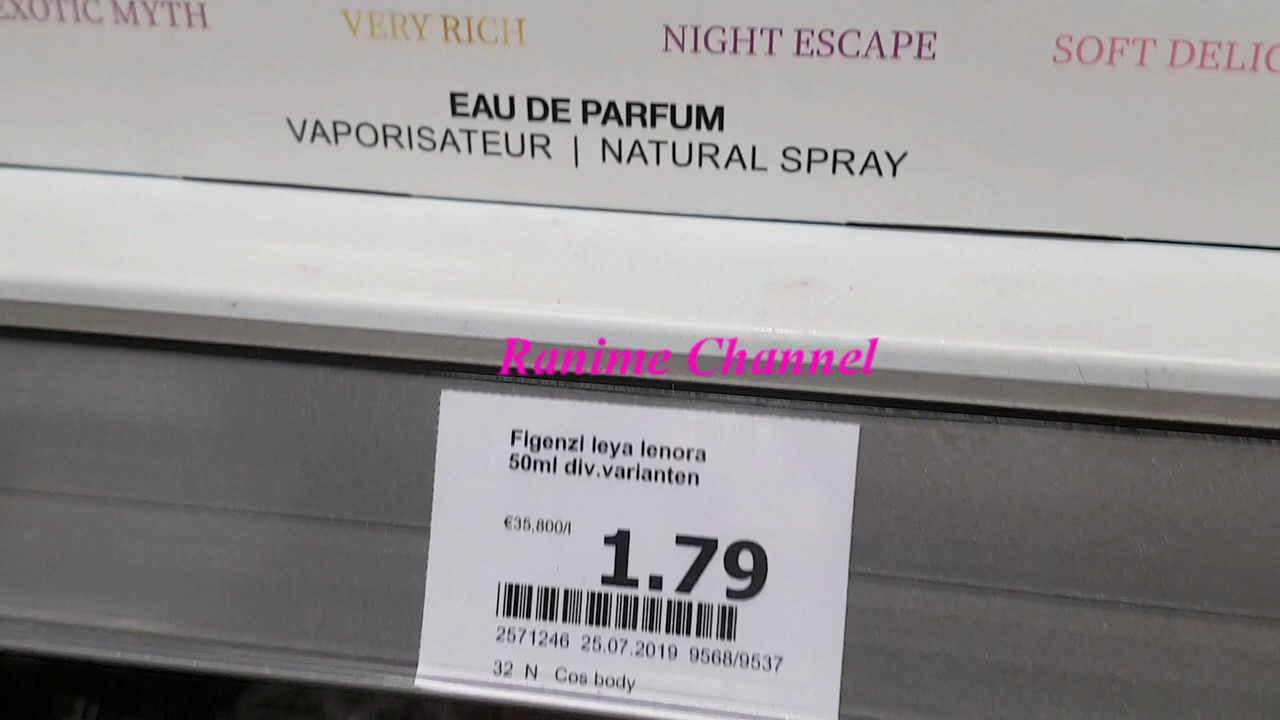 EXOTIC MYTH
VERY RICH
NIGHT ESCAPE
SOFT DELIC
EAU DE PARFUM
VAPORISATEUR | NATURAL SPRAY
Ranime Channel
Figenzi leya lenora
50ml div.varianten
€35,800/l
1.79
2571246 25.07.2019 9568/9537
32 N Cos body